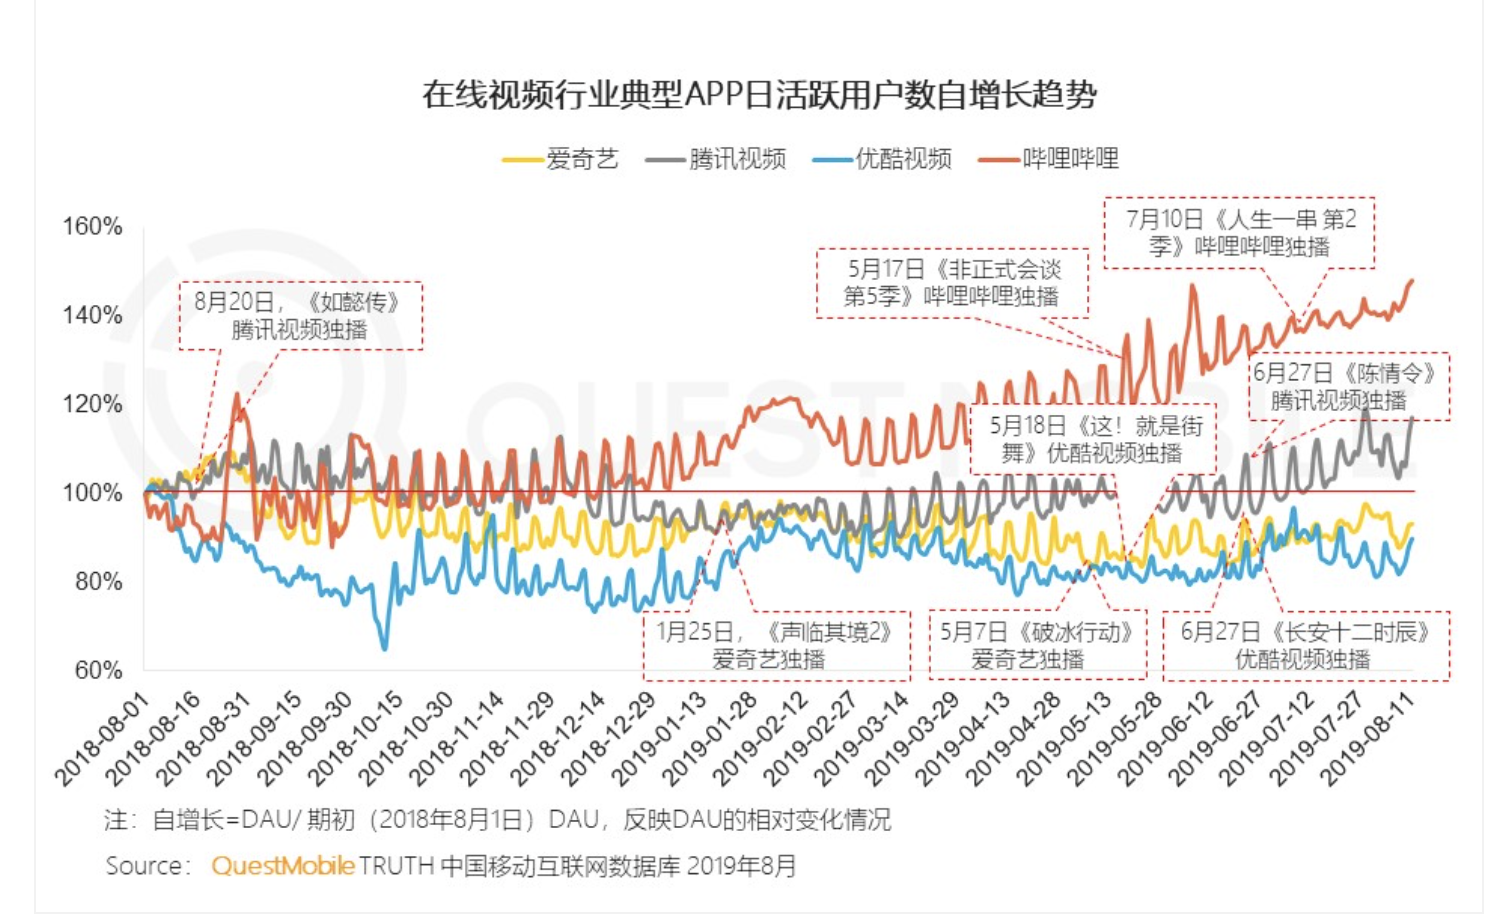 在线视频行业典型APP日活跃用户数自增长趋势
爱奇艺 腾讯视频 优酷视频 哔哩哔哩
160%
140%
120%
100%
80%
60%
8月20日，《如懿传》
腾讯视频独播
5月17日《非正式会谈
第5季》哔哩哔哩独播
7月10日《人生一串 第2
季》哔哩哔哩独播
6月27日《陈情令》
腾讯视频独播
5月18日《这！就是街
舞》优酷视频独播
1月25日，《声临其境2》
爱奇艺独播
5月7日《破冰行动》
爱奇艺独播
6月27日《长安十二时辰》
优酷视频独播
QUEST MOBILE
2018-08-01
2018-08-16
2018-08-31
2018-09-15
2018-09-30
2018-10-15
2018-10-30
2018-11-14
2018-11-29
2018-12-14
2018-12-29
2019-01-13
2019-01-28
2019-02-12
2019-02-27
2019-03-14
2019-03-29
2019-04-13
2019-04-28
2019-05-13
2019-05-28
2019-06-12
2019-06-27
2019-07-12
2019-07-27
2019-08-11
注：自增长=DAU/ 期初（2018年8月1日）DAU，反映DAU的相对变化情况
Source： QuestMobile TRUTH 中国移动互联网数据库 2019年8月